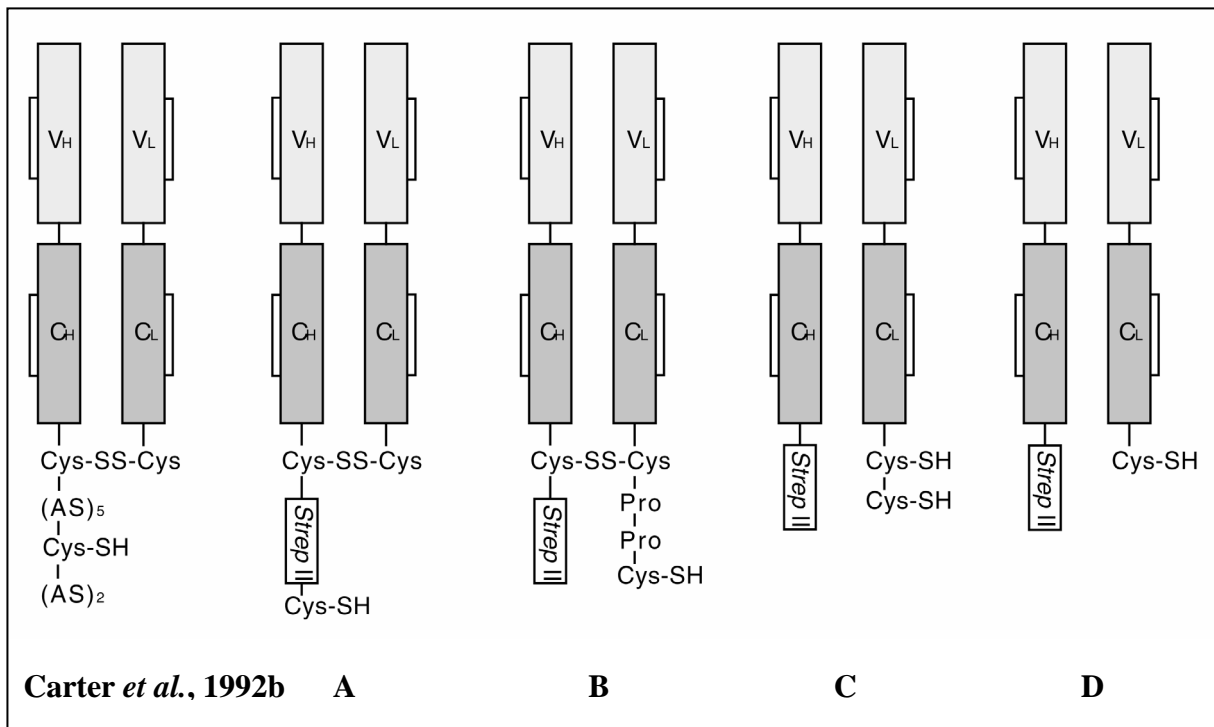 VH VL VH VL VH VL VH VL VH VL
CH CL CH CL CH CL CH CL CH CL
Cys-SS-Cys Cys-SS-Cys Cys-SS-Cys Cys-SH Cys-SH
(AS)5 Strep II Strep II Pro Strep II Cys-SH Strep II
Cys-SH Pro
(AS)2 Cys-SH Cys-SH
Carter et al., 1992b A B C D